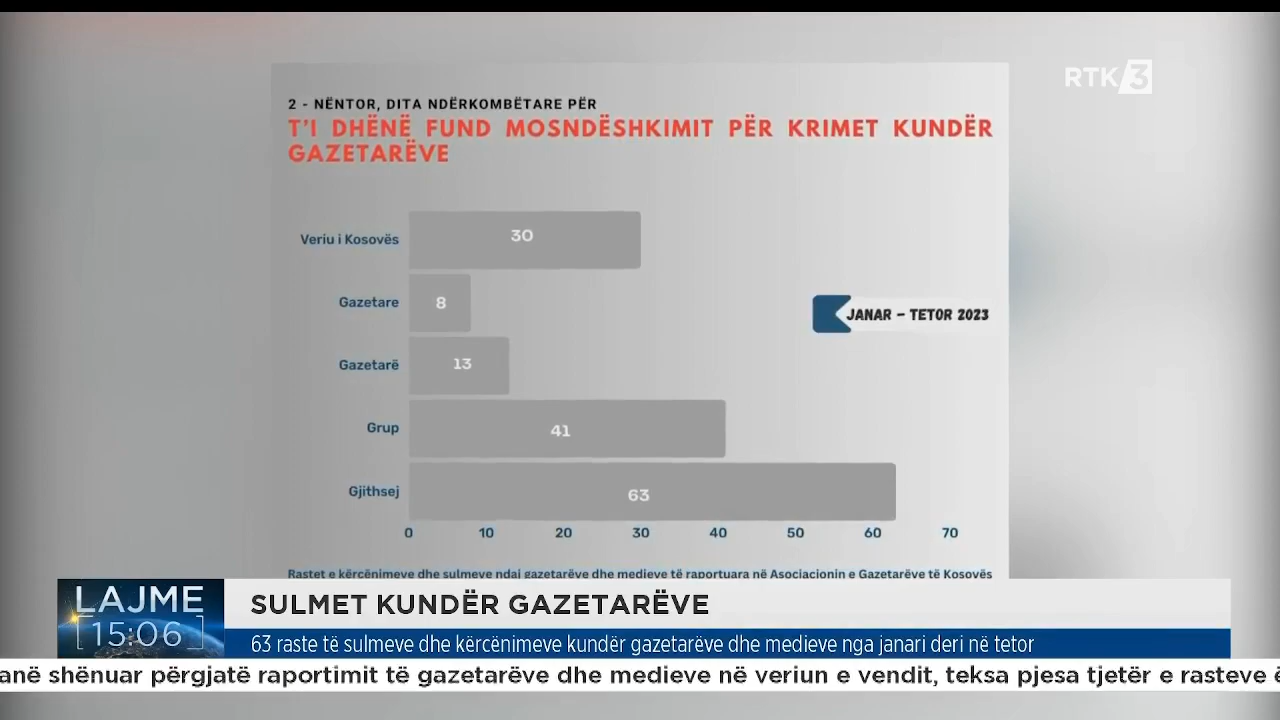 RTK 3
2 - NËNTOR, DITA NDËRKOMBËTARE PËR
T'I DHËNË FUND MOSNDËSHKIMIT PËR KRIMET KUNDËR
GAZETARËVE
Veriu i Kosovës 30
Gazetare 8
JANAR – TETOR 2023
Gazetarë 13
Grup 41
Gjithsej 63
0 10 20 30 40 50 60 70
Rastet e kërcënimeve dhe sulmeve ndaj gazetarëve dhe medieve të raportuara në Asociacionin e Gazetarëve të Kosovës
LAJME
15:06
SULMET KUNDËR GAZETARËVE
63 raste të sulmeve dhe kërcënimeve kundër gazetarëve dhe medieve nga janari deri në tetor
anë shënuar përgjatë raportimit të gazetarëve dhe medieve në veriun e vendit, teksa pjesa tjetër e rasteve